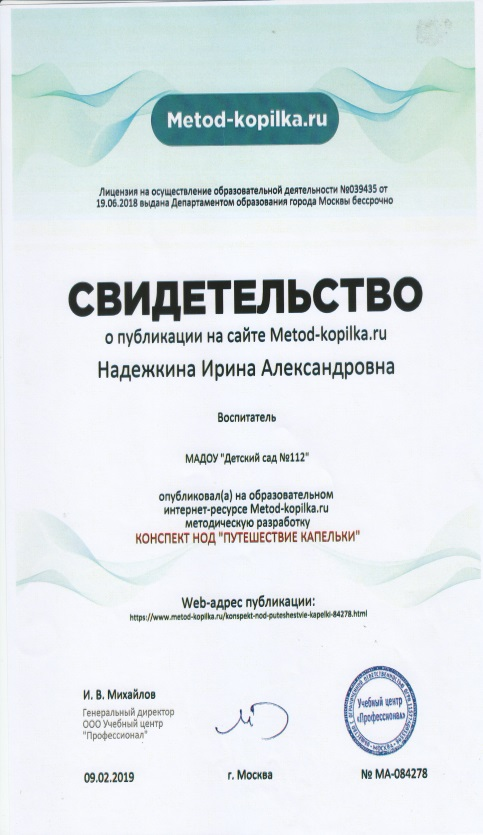 Metod-kopilka.ru
Лицензия на осуществление образовательной деятельности №039435 от
19.06.2018 выдана Департаментом образования города Москвы бессрочно
СВИДЕТЕЛЬСТВО
о публикации на сайте Metod-kopilka.ru
Надежкина Ирина Александровна
Воспитатель
МАДОУ "Детский сад №112"
опубликовал(а) на образовательном
интернет-ресурсе Metod-kopilka.ru
методическую разработку
КОНСПЕКТ НОД "ПУТЕШЕСТВИЕ КАПЕЛЬКИ"
Web-адрес публикации:
https://www.metod-kopilka.ru/konspekt-nod-puteshestvie-kapelki-84278.html
И. В. Михайлов
Генеральный директор
ООО Учебный центр
"Профессионал"
Учебный центр
«Профессионал»
09.02.2019
г. Москва
№ МА-084278